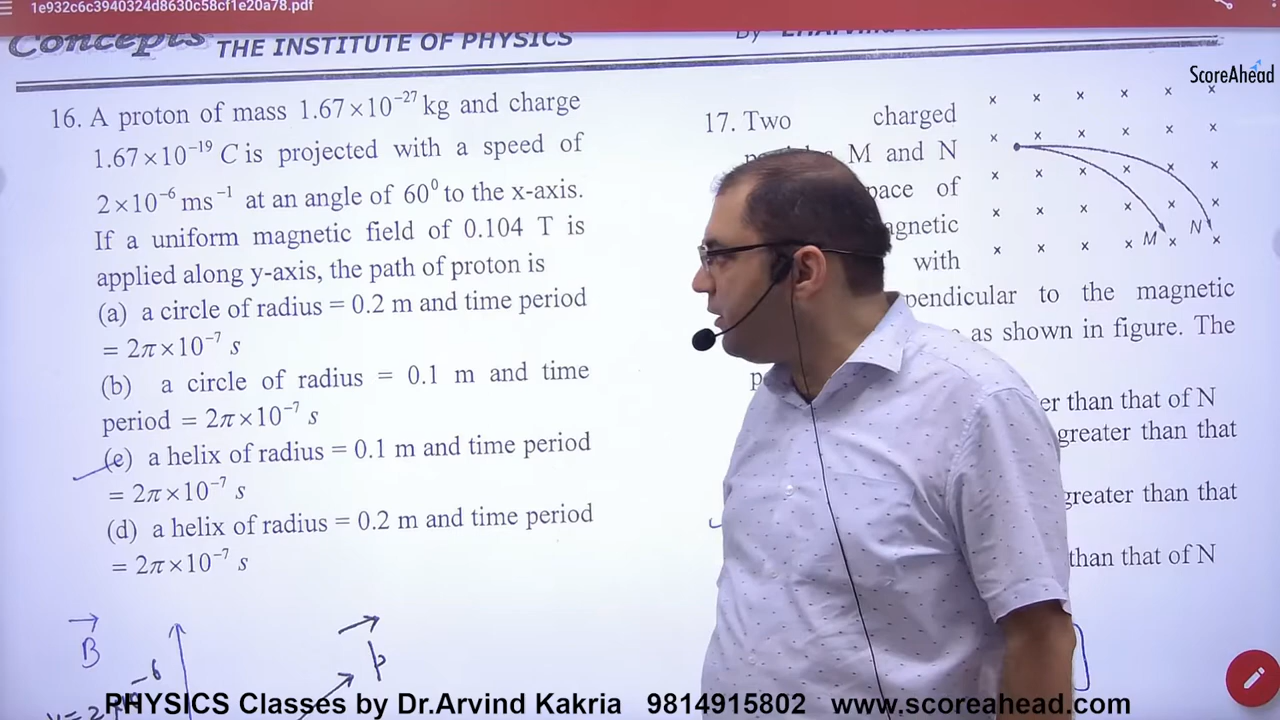 1e932c6c3940324d8630c58cf1e20a78.pdf
Concepts THE INSTITUTE OF PHYSICS
By
ScoreAhead
16. A proton of mass 1.67×10⁻²⁷ kg and charge
1.67×10⁻¹⁹ C is projected with a speed of
2×10⁻⁶ ms⁻¹ at an angle of 60⁰ to the x-axis.
If a uniform magnetic field of 0.104 T is
applied along y-axis, the path of proton is
(a) a circle of radius = 0.2 m and time period
= 2π×10⁻⁷ s
(b) a circle of radius = 0.1 m and time
period = 2π×10⁻⁷ s
(c) a helix of radius = 0.1 m and time period
= 2π×10⁻⁷ s
(d) a helix of radius = 0.2 m and time period
= 2π×10⁻⁷ s
B
17. Two charged
M and N
pace of
agnetic
with
pendicular to the magnetic
as shown in figure. The
er than that of N
greater than that
greater than that
than that of N
M N
PHYSICS Classes by Dr.Arvind Kakria 9814915802 www.scoreahead.com